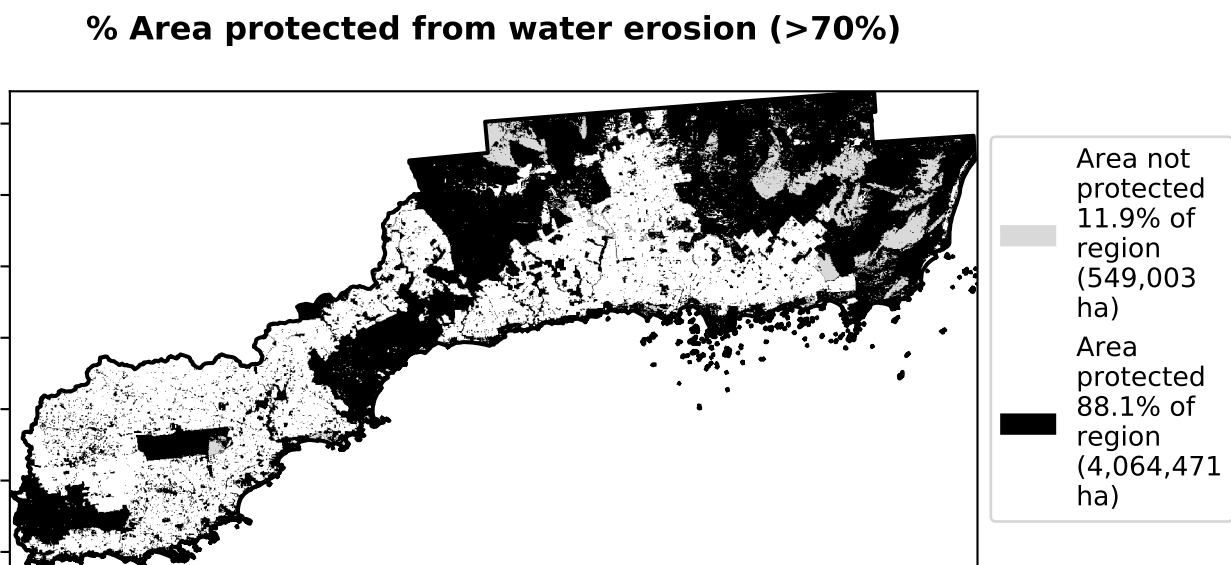 % Area protected from water erosion (>70%)
Area not
protected
11.9% of
region
(549,003
ha)
Area
protected
88.1% of
region
(4,064,471
ha)